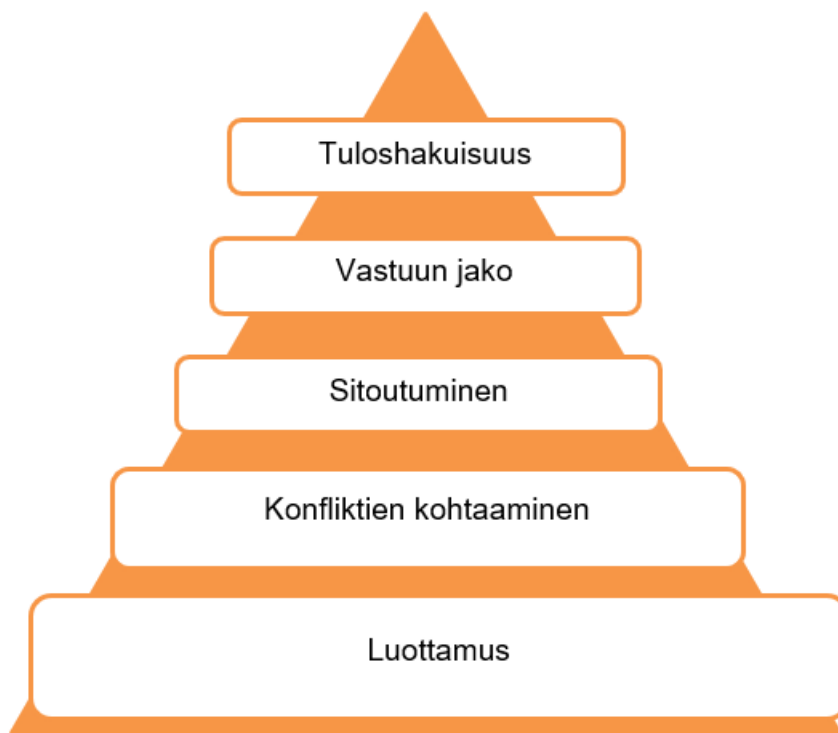 Tuloshakuisuus
Vastuun jako
Sitoutuminen
Konfliktien kohtaaminen
Luottamus